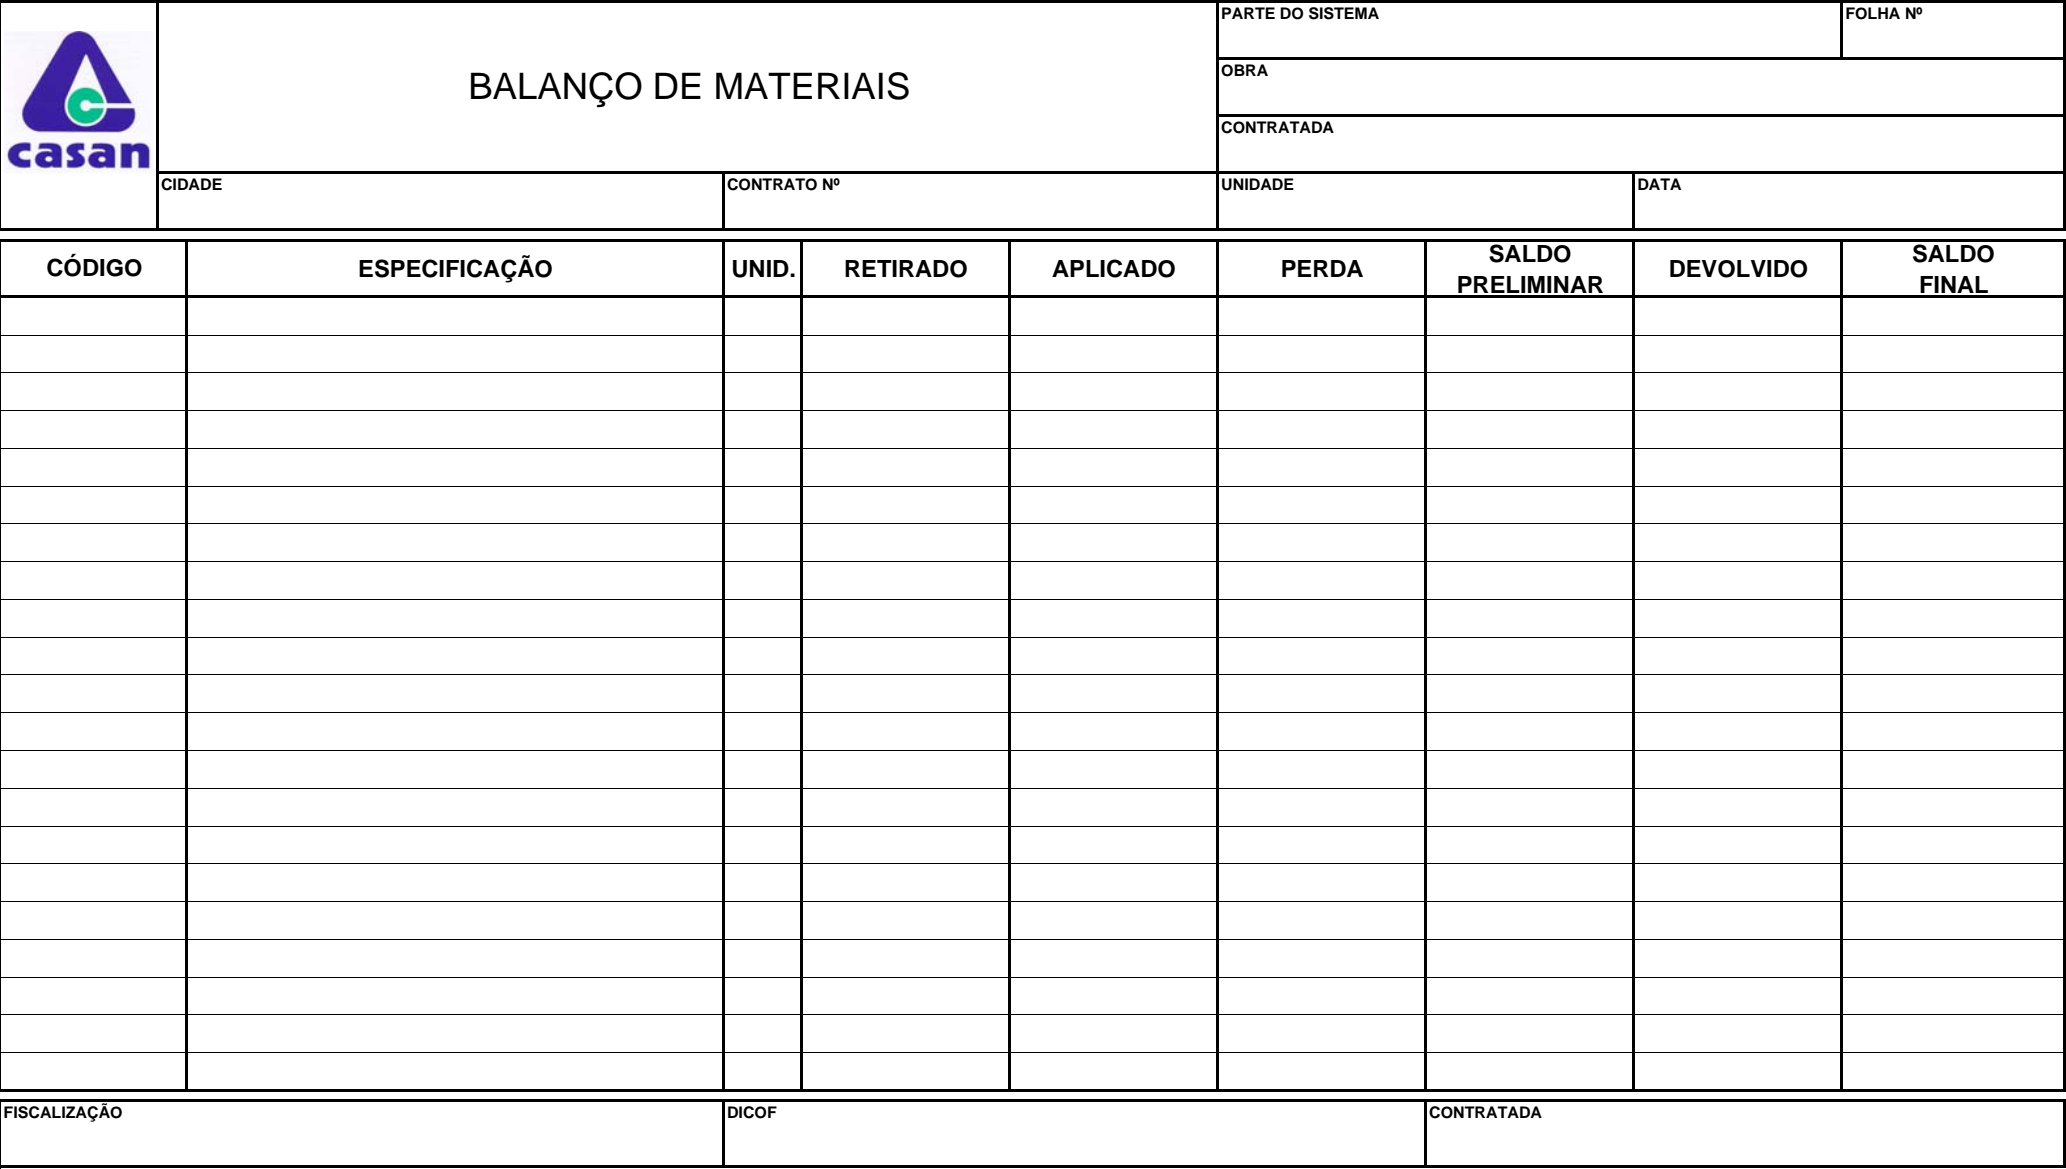 PARTE DO SISTEMA
FOLHA Nº
casan
BALANÇO DE MATERIAIS
OBRA
CONTRATADA
CIDADE
CONTRATO Nº
UNIDADE
DATA
CÓDIGO
ESPECIFICAÇÃO
UNID.
RETIRADO
APLICADO
PERDA
SALDO
PRELIMINAR
DEVOLVIDO
SALDO
FINAL
FISCALIZAÇÃO
DICOF
CONTRATADA